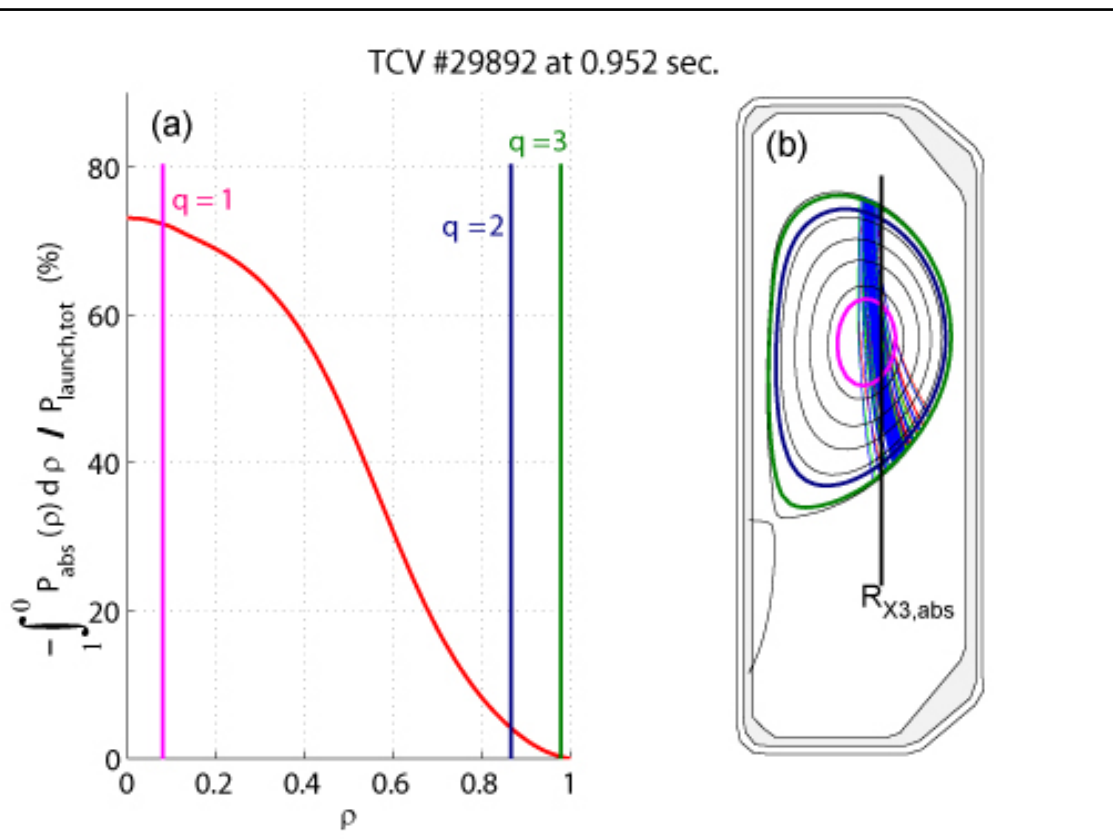 TCV #29892 at 0.952 sec.
(a)
q = 1
q = 2
q = 3
80
60
40
20
0
0 0.2 0.4 0.6 0.8 1
ρ
− ∫₁⁰ P_abs (ρ) d ρ / P_launch,tot (%)
(b)
R_X3,abs